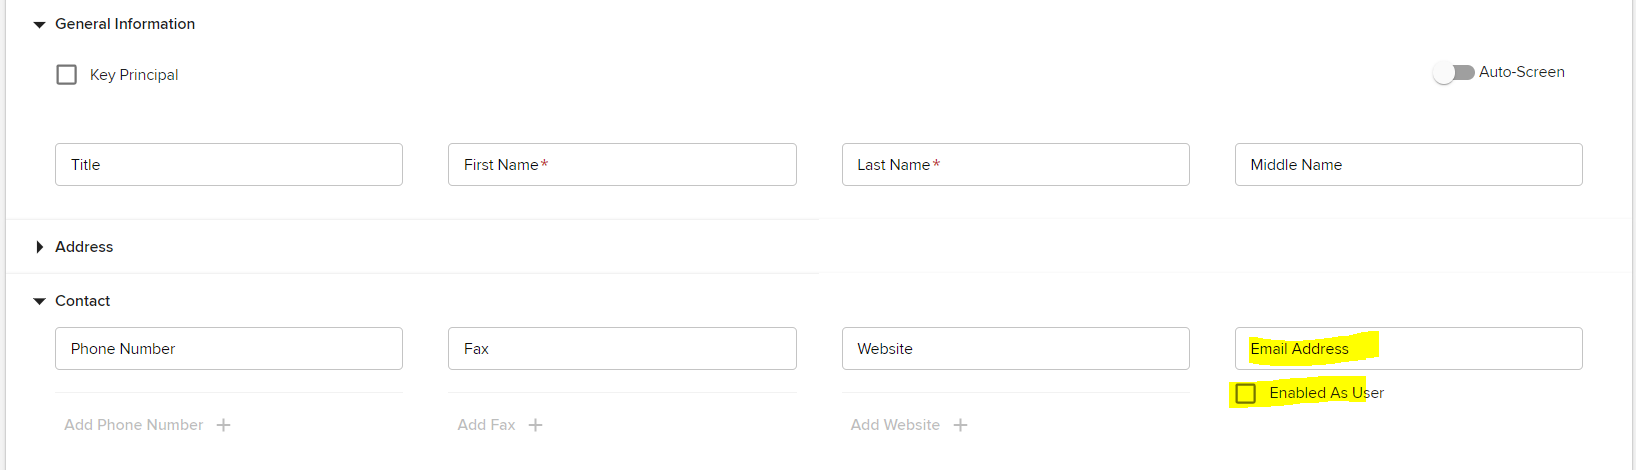 General Information
Key Principal
Auto-Screen
Title
First Name*
Last Name*
Middle Name
Address
Contact
Phone Number
Fax
Website
Email Address
Enabled As User
Add Phone Number +
Add Fax +
Add Website +